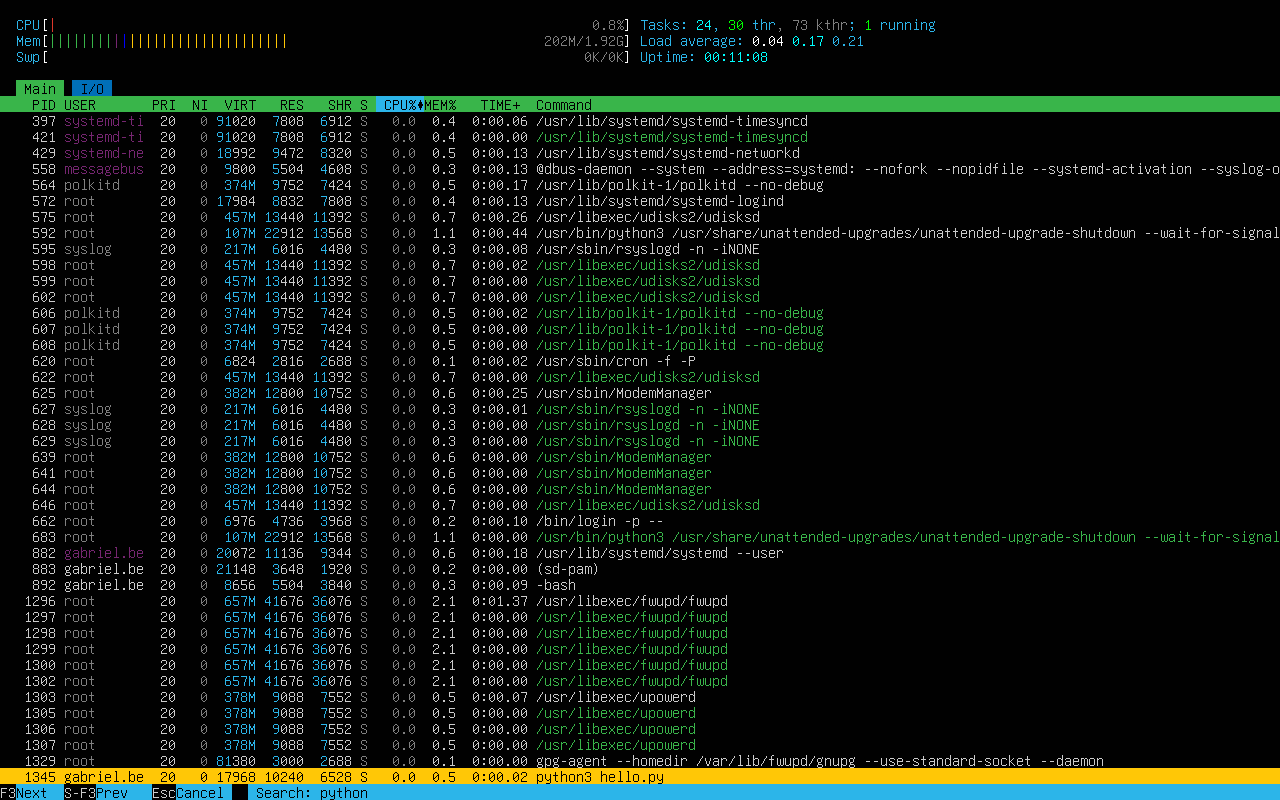 CPU[| 0.8%] Tasks: 24, 30 thr, 73 kthr; 1 running
Mem[|||||||||||||||||||||||||||||| 202M/1.92G] Load average: 0.04 0.17 0.21
Swp[ 0K/0K] Uptime: 00:11:08
Main I/O
PID USER PRI NI VIRT RES SHR S CPU% MEM% TIME+ Command
397 systemd-ti 20 0 91020 7808 6912 S 0.0 0.4 0:00.06 /usr/lib/systemd/systemd-timesyncd
421 systemd-ti 20 0 91020 7808 6912 S 0.0 0.4 0:00.00 /usr/lib/systemd/systemd-timesyncd
429 systemd-ne 20 0 18992 9472 8320 S 0.0 0.5 0:00.13 /usr/lib/systemd/systemd-networkd
558 messagebus 20 0 9800 5504 4608 S 0.0 0.3 0:00.13 @dbus-daemon --system --address=systemd: --nofork --nopidfile --systemd-activation --syslog-o
564 polkitd 20 0 374M 9752 7424 S 0.0 0.5 0:00.17 /usr/lib/polkit-1/polkitd --no-debug
572 root 20 0 17984 8832 7808 S 0.0 0.4 0:00.13 /usr/lib/systemd/systemd-logind
575 root 20 0 457M 13440 11392 S 0.0 0.7 0:00.26 /usr/libexec/udisks2/udisksd
592 root 20 0 107M 22912 13568 S 0.0 1.1 0:00.44 /usr/bin/python3 /usr/share/unattended-upgrades/unattended-upgrade-shutdown --wait-for-signal
595 syslog 20 0 217M 6016 4480 S 0.0 0.3 0:00.08 /usr/sbin/rsyslogd -n -iNONE
598 root 20 0 457M 13440 11392 S 0.0 0.7 0:00.02 /usr/libexec/udisks2/udisksd
599 root 20 0 457M 13440 11392 S 0.0 0.7 0:00.00 /usr/libexec/udisks2/udisksd
602 root 20 0 457M 13440 11392 S 0.0 0.7 0:00.00 /usr/libexec/udisks2/udisksd
606 polkitd 20 0 374M 9752 7424 S 0.0 0.5 0:00.02 /usr/lib/polkit-1/polkitd --no-debug
607 polkitd 20 0 374M 9752 7424 S 0.0 0.5 0:00.00 /usr/lib/polkit-1/polkitd --no-debug
608 polkitd 20 0 374M 9752 7424 S 0.0 0.5 0:00.00 /usr/lib/polkit-1/polkitd --no-debug
620 root 20 0 6824 2816 2688 S 0.0 0.1 0:00.02 /usr/sbin/cron -f -P
622 root 20 0 457M 13440 11392 S 0.0 0.7 0:00.00 /usr/libexec/udisks2/udisksd
625 root 20 0 382M 12800 10752 S 0.0 0.6 0:00.25 /usr/sbin/ModemManager
627 syslog 20 0 217M 6016 4480 S 0.0 0.3 0:00.01 /usr/sbin/rsyslogd -n -iNONE
628 syslog 20 0 217M 6016 4480 S 0.0 0.3 0:00.00 /usr/sbin/rsyslogd -n -iNONE
629 syslog 20 0 217M 6016 4480 S 0.0 0.3 0:00.00 /usr/sbin/rsyslogd -n -iNONE
639 root 20 0 382M 12800 10752 S 0.0 0.6 0:00.00 /usr/sbin/ModemManager
641 root 20 0 382M 12800 10752 S 0.0 0.6 0:00.00 /usr/sbin/ModemManager
644 root 20 0 382M 12800 10752 S 0.0 0.6 0:00.00 /usr/sbin/ModemManager
646 root 20 0 457M 13440 11392 S 0.0 0.7 0:00.00 /usr/libexec/udisks2/udisksd
662 root 20 0 6976 4736 3968 S 0.0 0.2 0:00.10 /bin/login -p --
683 root 20 0 107M 22912 13568 S 0.0 1.1 0:00.00 /usr/bin/python3 /usr/share/unattended-upgrades/unattended-upgrade-shutdown --wait-for-signal
882 gabriel.be 20 0 20072 11136 9344 S 0.0 0.6 0:00.18 /usr/lib/systemd/systemd --user
883 gabriel.be 20 0 21148 3648 1920 S 0.0 0.2 0:00.00 (sd-pam)
892 gabriel.be 20 0 8656 5504 3840 S 0.0 0.3 0:00.09 -bash
1296 root 20 0 657M 41676 36076 S 0.0 2.1 0:01.37 /usr/libexec/fwupd/fwupd
1297 root 20 0 657M 41676 36076 S 0.0 2.1 0:00.00 /usr/libexec/fwupd/fwupd
1298 root 20 0 657M 41676 36076 S 0.0 2.1 0:00.00 /usr/libexec/fwupd/fwupd
1299 root 20 0 657M 41676 36076 S 0.0 2.1 0:00.00 /usr/libexec/fwupd/fwupd
1300 root 20 0 657M 41676 36076 S 0.0 2.1 0:00.00 /usr/libexec/fwupd/fwupd
1302 root 20 0 657M 41676 36076 S 0.0 2.1 0:00.00 /usr/libexec/fwupd/fwupd
1303 root 20 0 378M 9088 7552 S 0.0 0.5 0:00.07 /usr/libexec/upowerd
1305 root 20 0 378M 9088 7552 S 0.0 0.5 0:00.00 /usr/libexec/upowerd
1306 root 20 0 378M 9088 7552 S 0.0 0.5 0:00.00 /usr/libexec/upowerd
1307 root 20 0 378M 9088 7552 S 0.0 0.5 0:00.00 /usr/libexec/upowerd
1329 root 20 0 81380 3000 2688 S 0.0 0.1 0:00.00 gpg-agent --homedir /var/lib/fwupd/gnupg --use-standard-socket --daemon
1345 gabriel.be 20 0 17968 10240 6528 S 0.0 0.5 0:00.02 python3 hello.py
F3Next S-F3Prev EscCancel Search: python